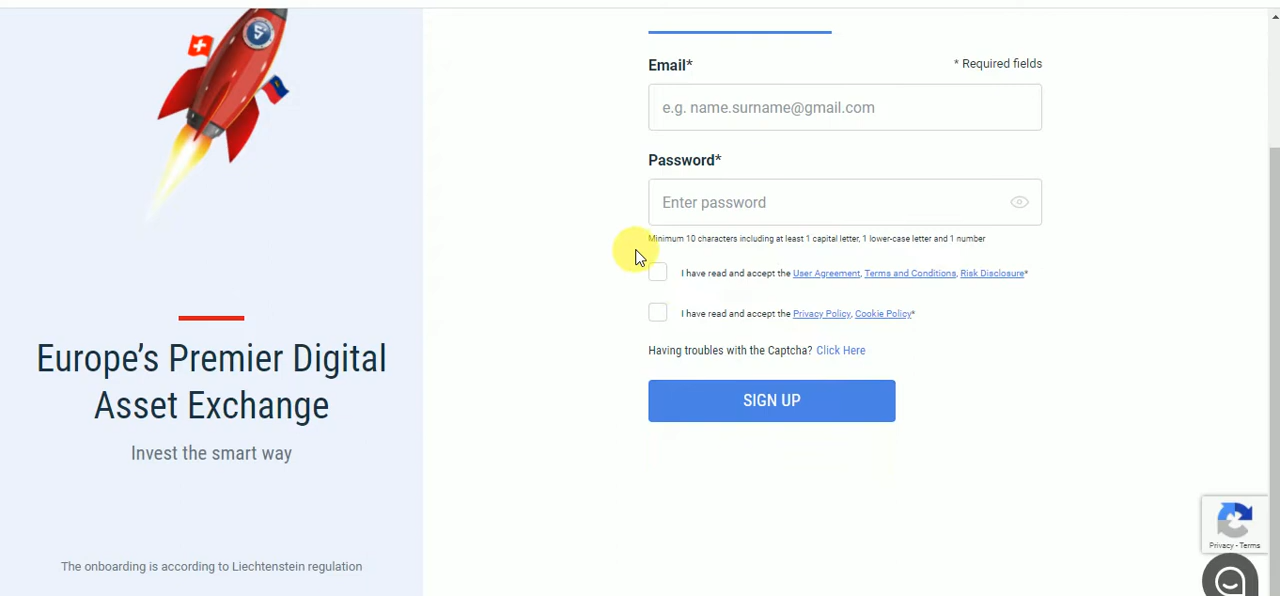 Email*
* Required fields
e.g. name.surname@gmail.com
Password*
Enter password
Minimum 10 characters including at least 1 capital letter, 1 lower-case letter and 1 number
I have read and accept the User Agreement, Terms and Conditions, Risk Disclosure*
I have read and accept the Privacy Policy, Cookie Policy*
Having troubles with the Captcha? Click Here
SIGN UP
Europe’s Premier Digital
Asset Exchange
Invest the smart way
The onboarding is according to Liechtenstein regulation
Privacy - Terms